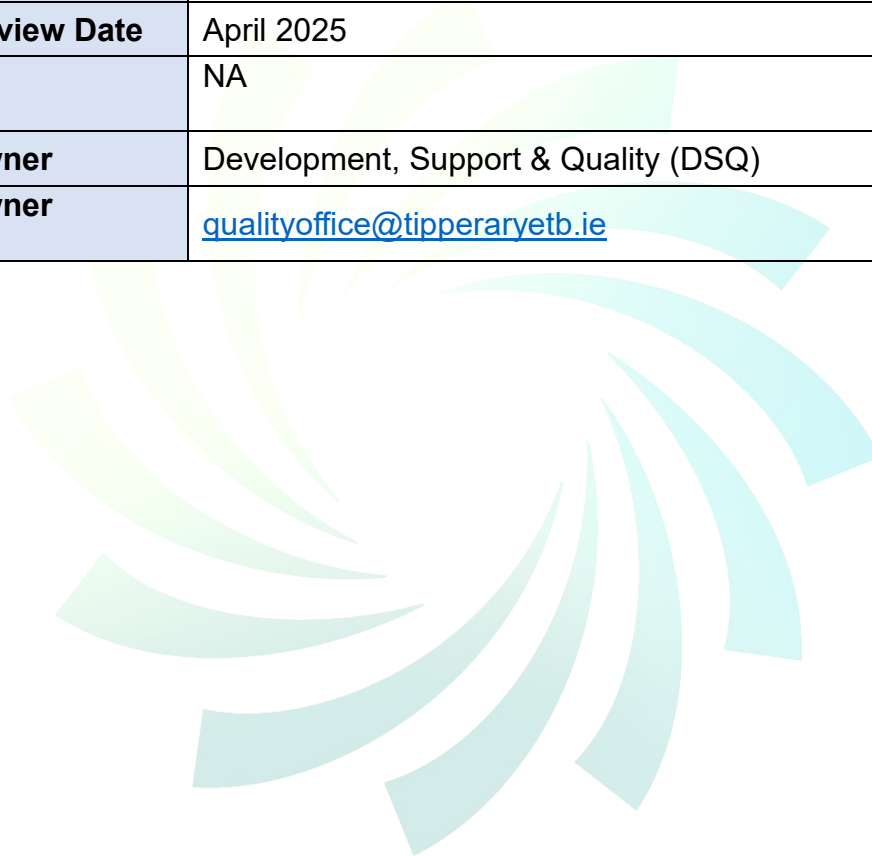 view Date April 2025
NA
ner Development, Support & Quality (DSQ)
ner
qualityoffice@tipperaryetb.ie